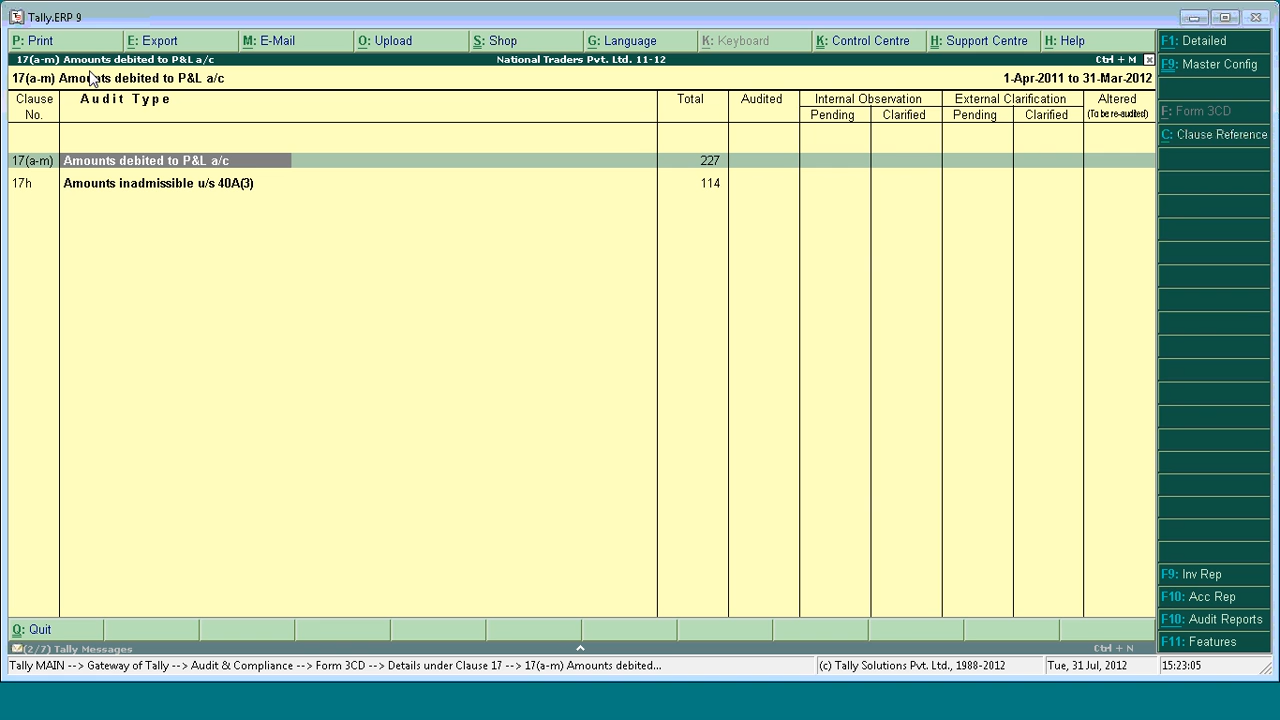 Tally.ERP 9
P: Print E: Export M: E-Mail O: Upload S: Shop G: Language K: Keyboard K: Control Centre H: Support Centre H: Help
17(a-m) Amounts debited to P&L a/c National Traders Pvt. Ltd. 11-12 Ctrl + M
17(a-m) Amounts debited to P&L a/c 1-Apr-2011 to 31-Mar-2012
Clause No. Audit Type Total Audited Internal Observation External Clarification Altered
Pending Clarified Pending Clarified (To be re-audited)
17(a-m) Amounts debited to P&L a/c 227
17h Amounts inadmissible u/s 40A(3) 114
F1: Detailed
F9: Master Config
F: Form 3CD
C: Clause Reference
F9: Inv Rep
F10: Acc Rep
F10: Audit Reports
F11: Features
Q: Quit
(2/7) Tally Messages Ctrl + N
Tally MAIN --> Gateway of Tally --> Audit & Compliance --> Form 3CD --> Details under Clause 17 --> 17(a-m) Amounts debited... (c) Tally Solutions Pvt. Ltd., 1988-2012 Tue, 31 Jul, 2012 15:23:05